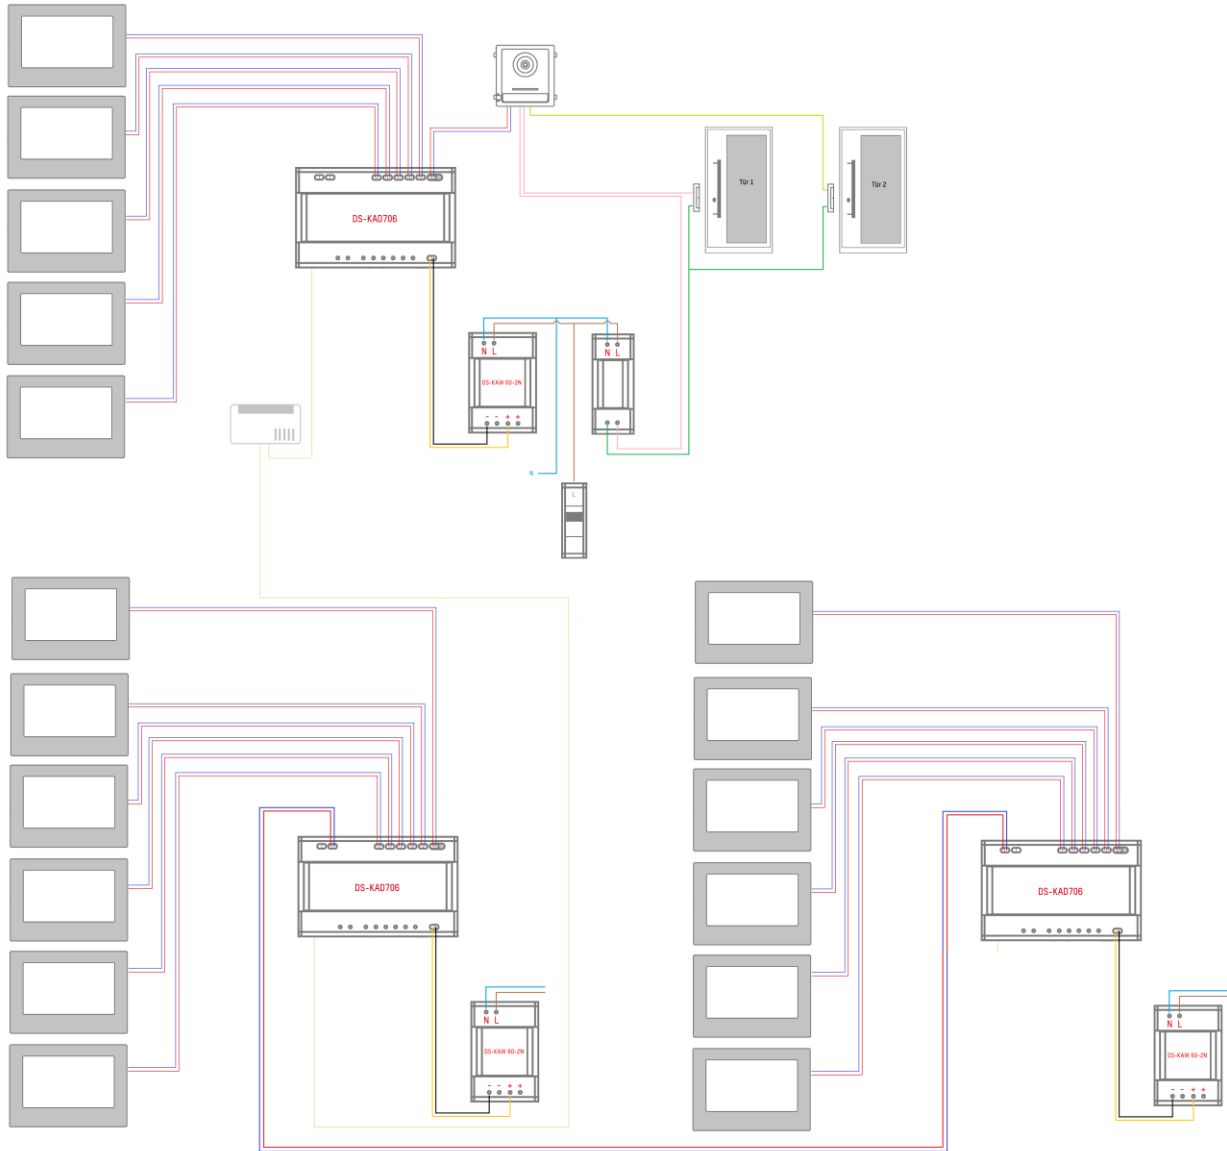 Tür 1
Tür 2
DS-KAD706
N L
N L
DS-KAW 60-2N
- - + +
N
L
DS-KAD706
DS-KAD706
N L
DS-KAW 60-2N
- - + +
N L
DS-KAW 60-2N
- - + +